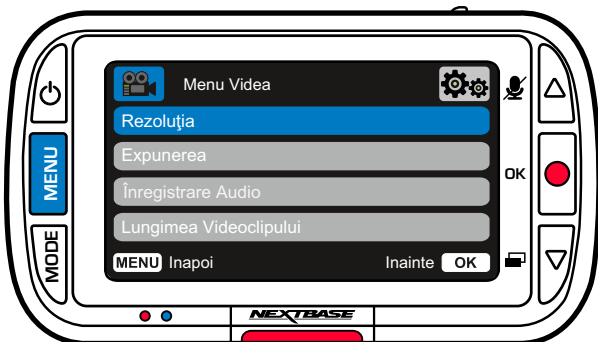 Menu Videa
Rezoluţia
Expunerea
Înregistrare Audio
Lungimea Videoclipului
MENU Inapoi Inainte OK
MENU
MODE
OK
NEXTBASE